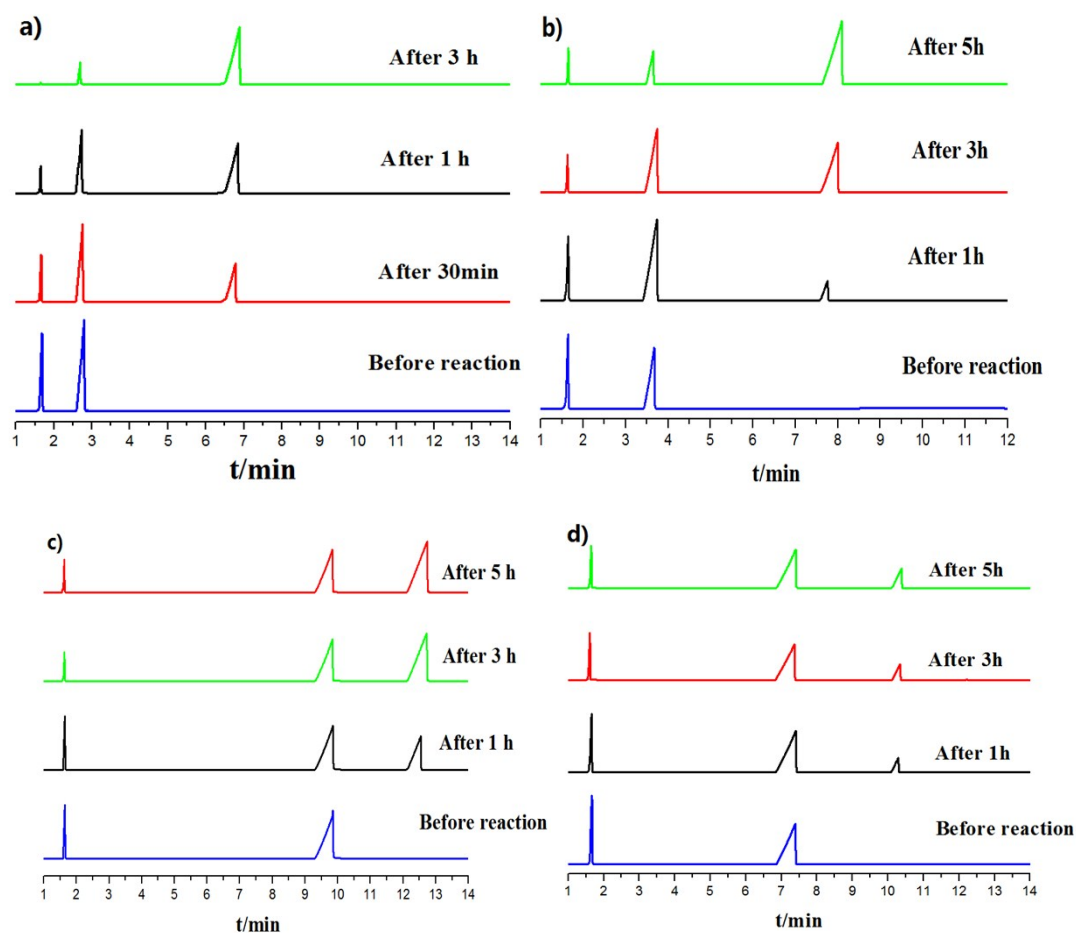 a)
After 3 h
After 1 h
After 30min
Before reaction
1 2 3 4 5 6 7 8 9 10 11 12 13 14
t/min
b)
After 5h
After 3h
After 1h
Before reaction
1 2 3 4 5 6 7 8 9 10 11 12
t/min
c)
After 5 h
After 3 h
After 1 h
Before reaction
1 2 3 4 5 6 7 8 9 10 11 12 13 14
t/min
d)
After 5h
After 3h
After 1h
Before reaction
1 2 3 4 5 6 7 8 9 10 11 12 13 14
t/min